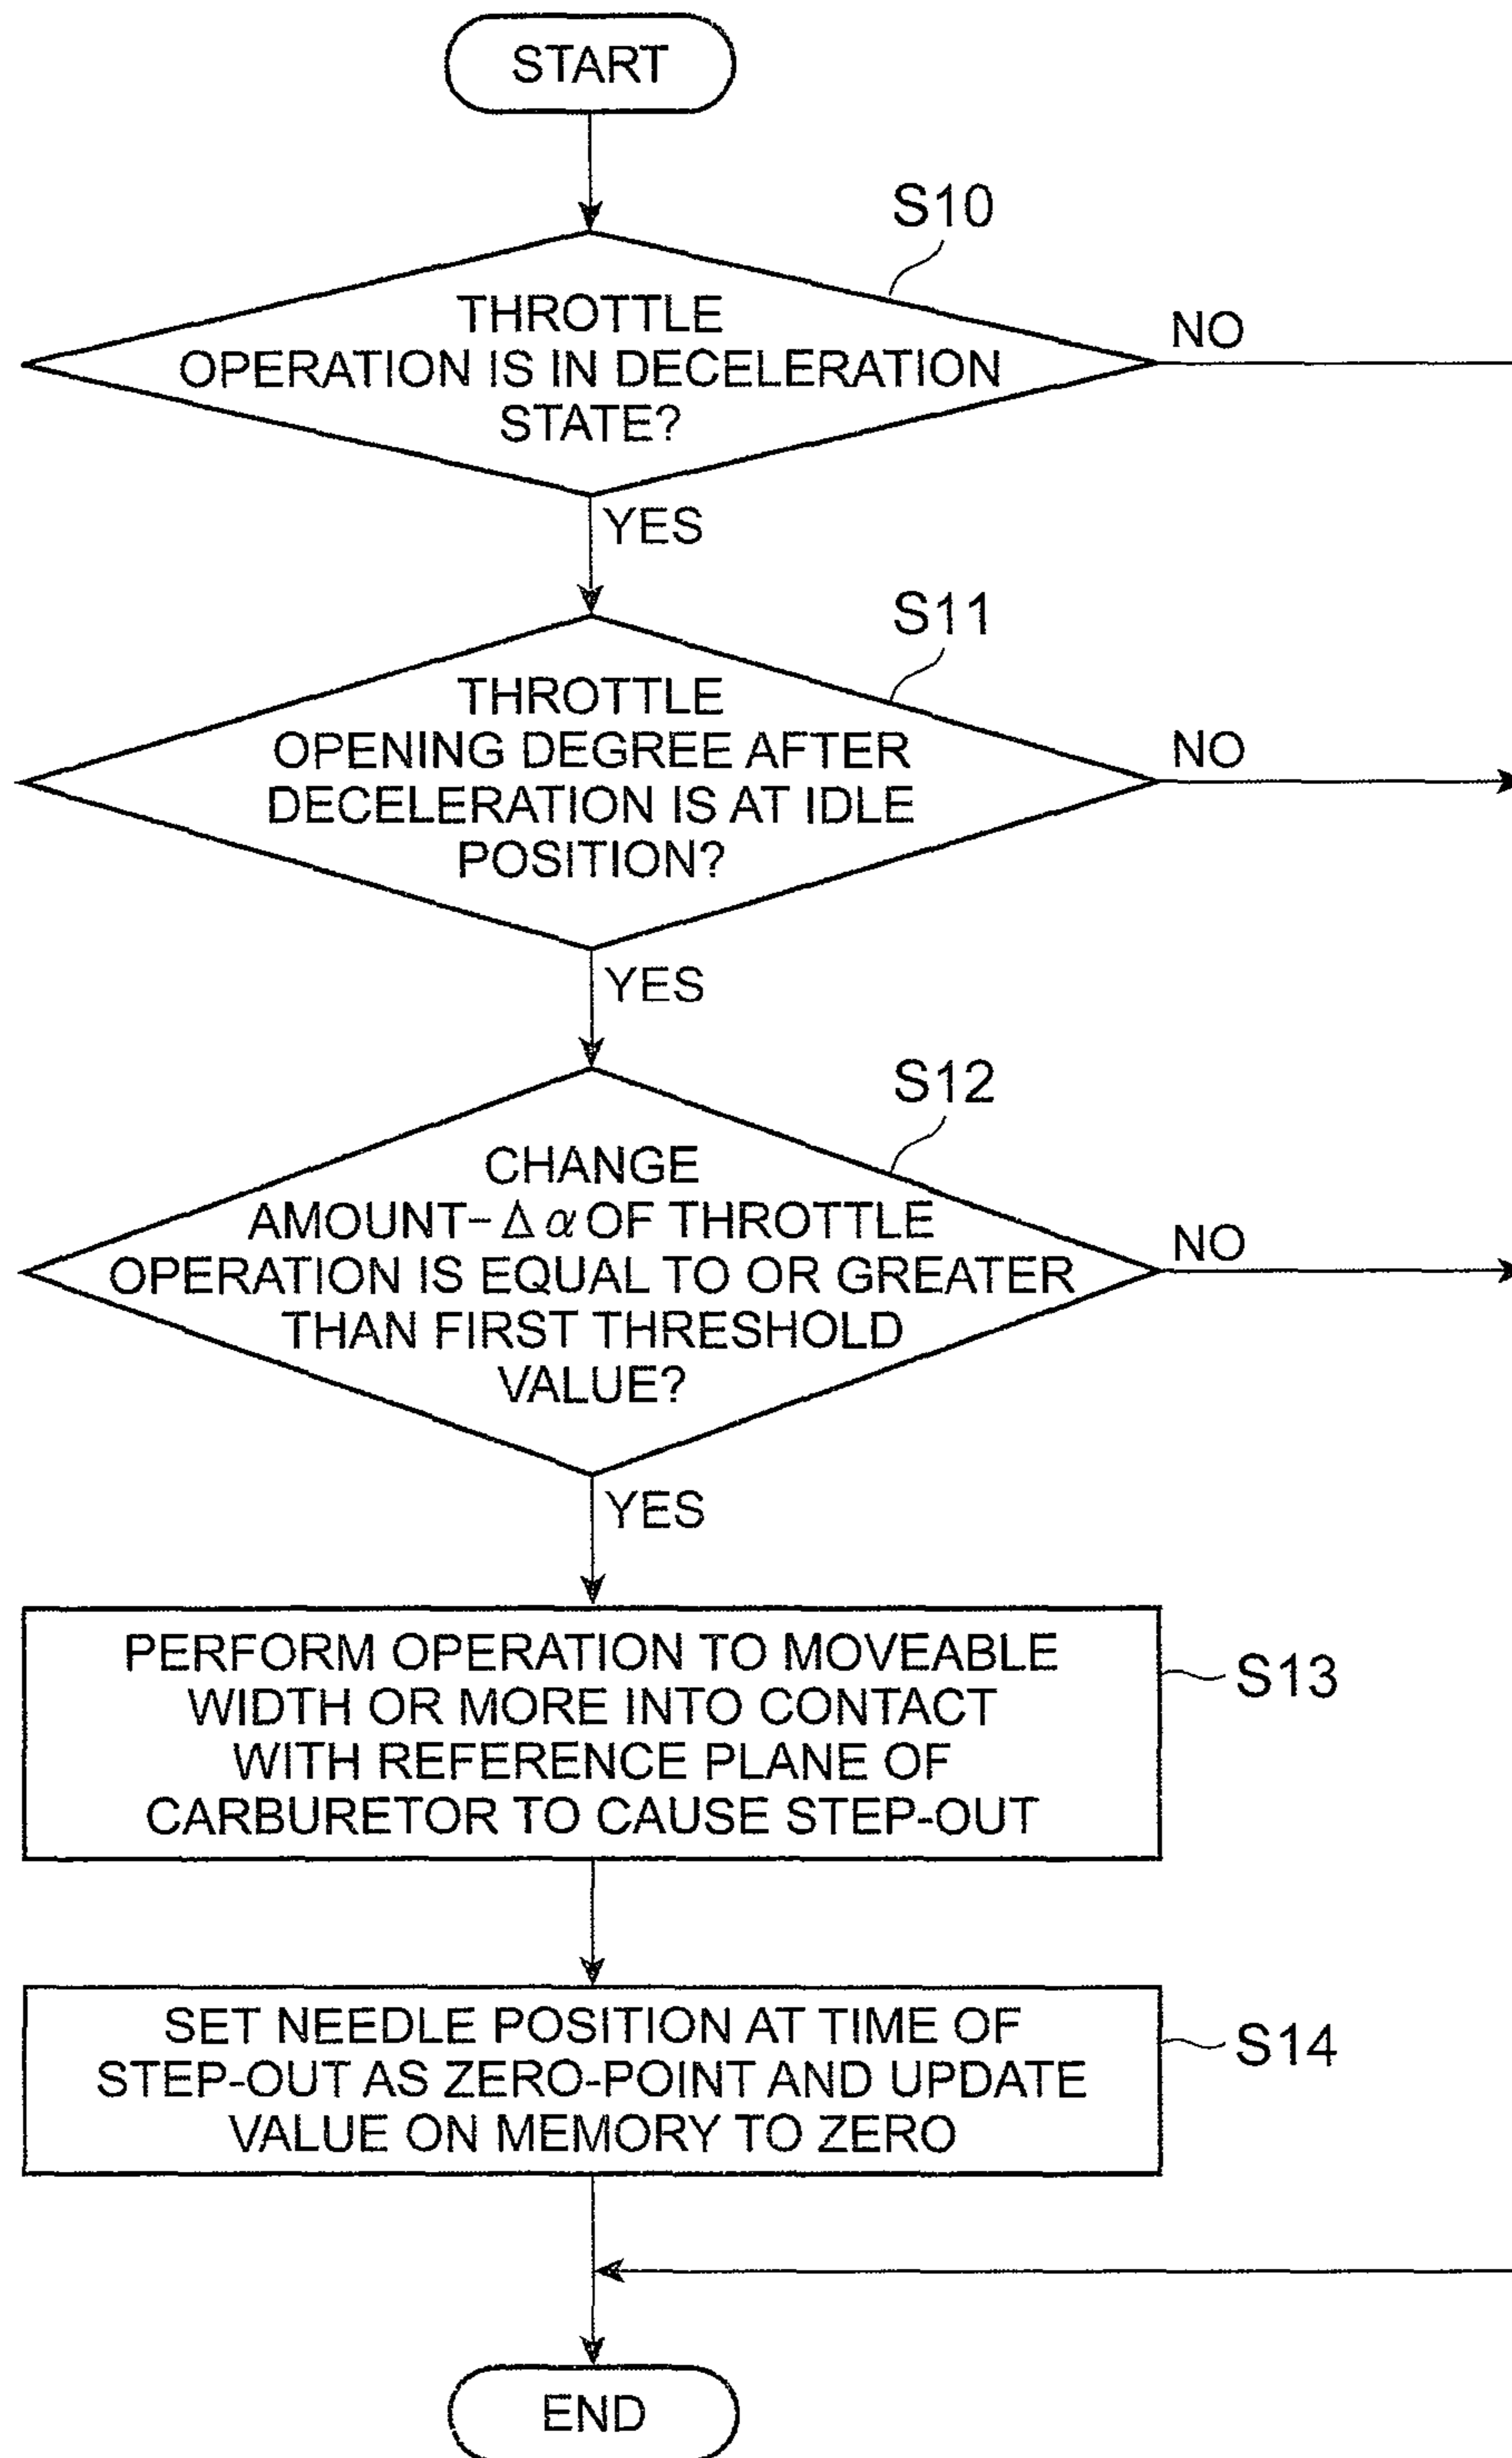 START
S10
THROTTLE
OPERATION IS IN DECELERATION
STATE?
NO
YES
S11
THROTTLE
OPENING DEGREE AFTER
DECELERATION IS AT IDLE
POSITION?
NO
YES
S12
CHANGE
AMOUNT-Δα OF THROTTLE
OPERATION IS EQUAL TO OR GREATER
THAN FIRST THRESHOLD
VALUE?
NO
YES
PERFORM OPERATION TO MOVEABLE
WIDTH OR MORE INTO CONTACT
WITH REFERENCE PLANE OF
CARBURETOR TO CAUSE STEP-OUT
S13
SET NEEDLE POSITION AT TIME OF
STEP-OUT AS ZERO-POINT AND UPDATE
VALUE ON MEMORY TO ZERO
S14
END